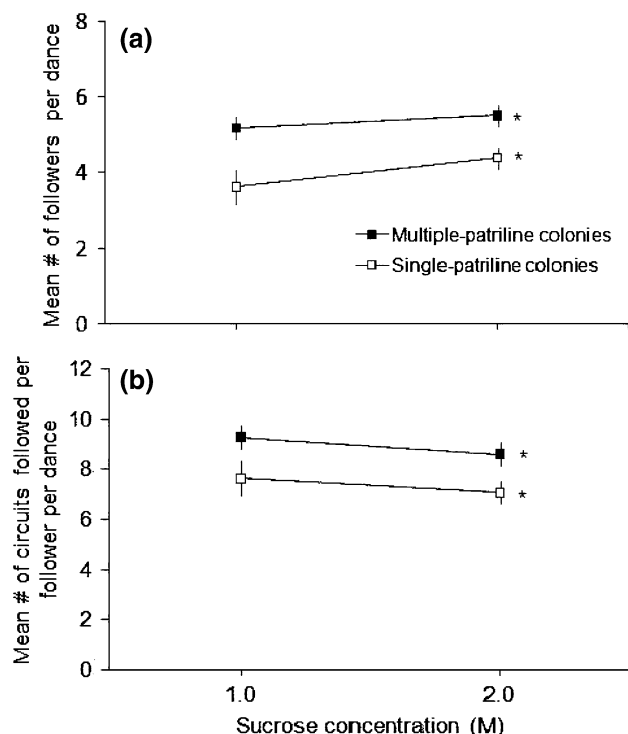 (a)
Mean # of followers per dance
8
6
4
2
0
*
*
Multiple-patriline colonies
Single-patriline colonies
(b)
Mean # of circuits followed per
follower per dance
12
10
8
6
4
2
0
*
*
1.0 2.0
Sucrose concentration (M)